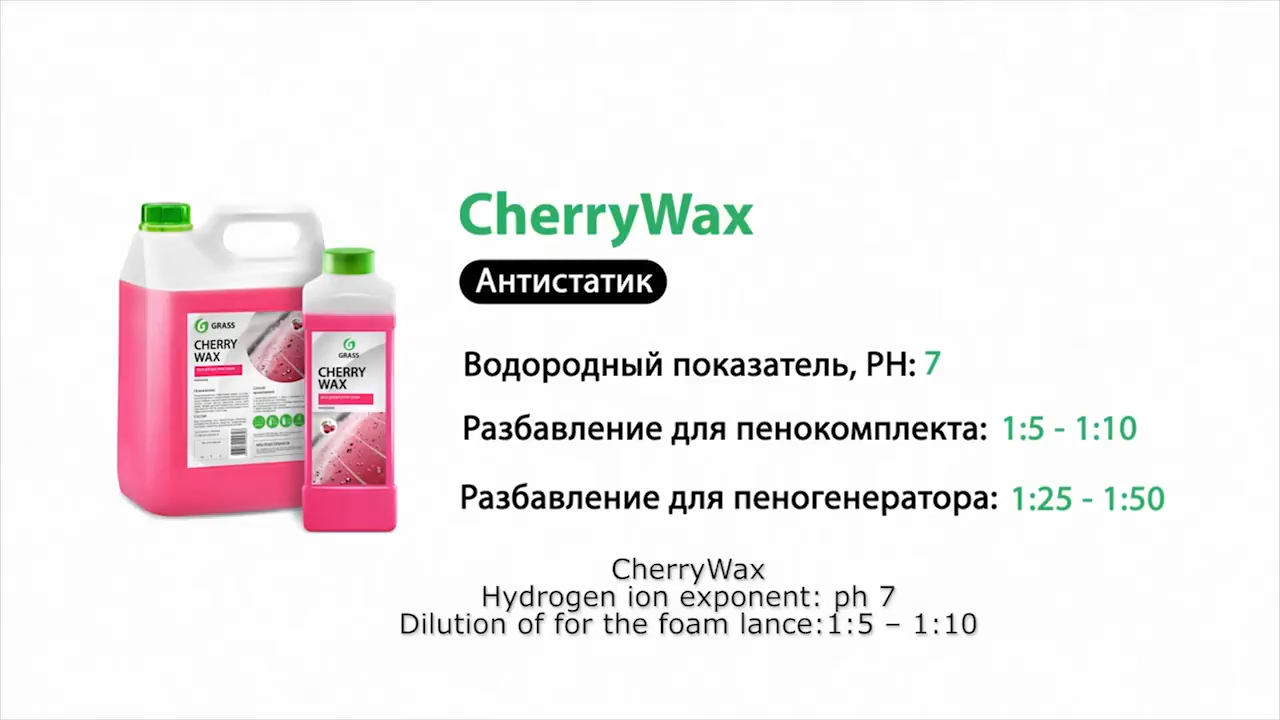 CherryWax
Антистатик
Водородный показатель, PH: 7
Разбавление для пенокомплекта: 1:5 - 1:10
Разбавление для пеногенератора: 1:25 - 1:50
GRASS
CHERRY
WAX
GRASS
CHERRY
WAX
CherryWax
Hydrogen ion exponent: ph 7
Dilution of for the foam lance:1:5 – 1:10